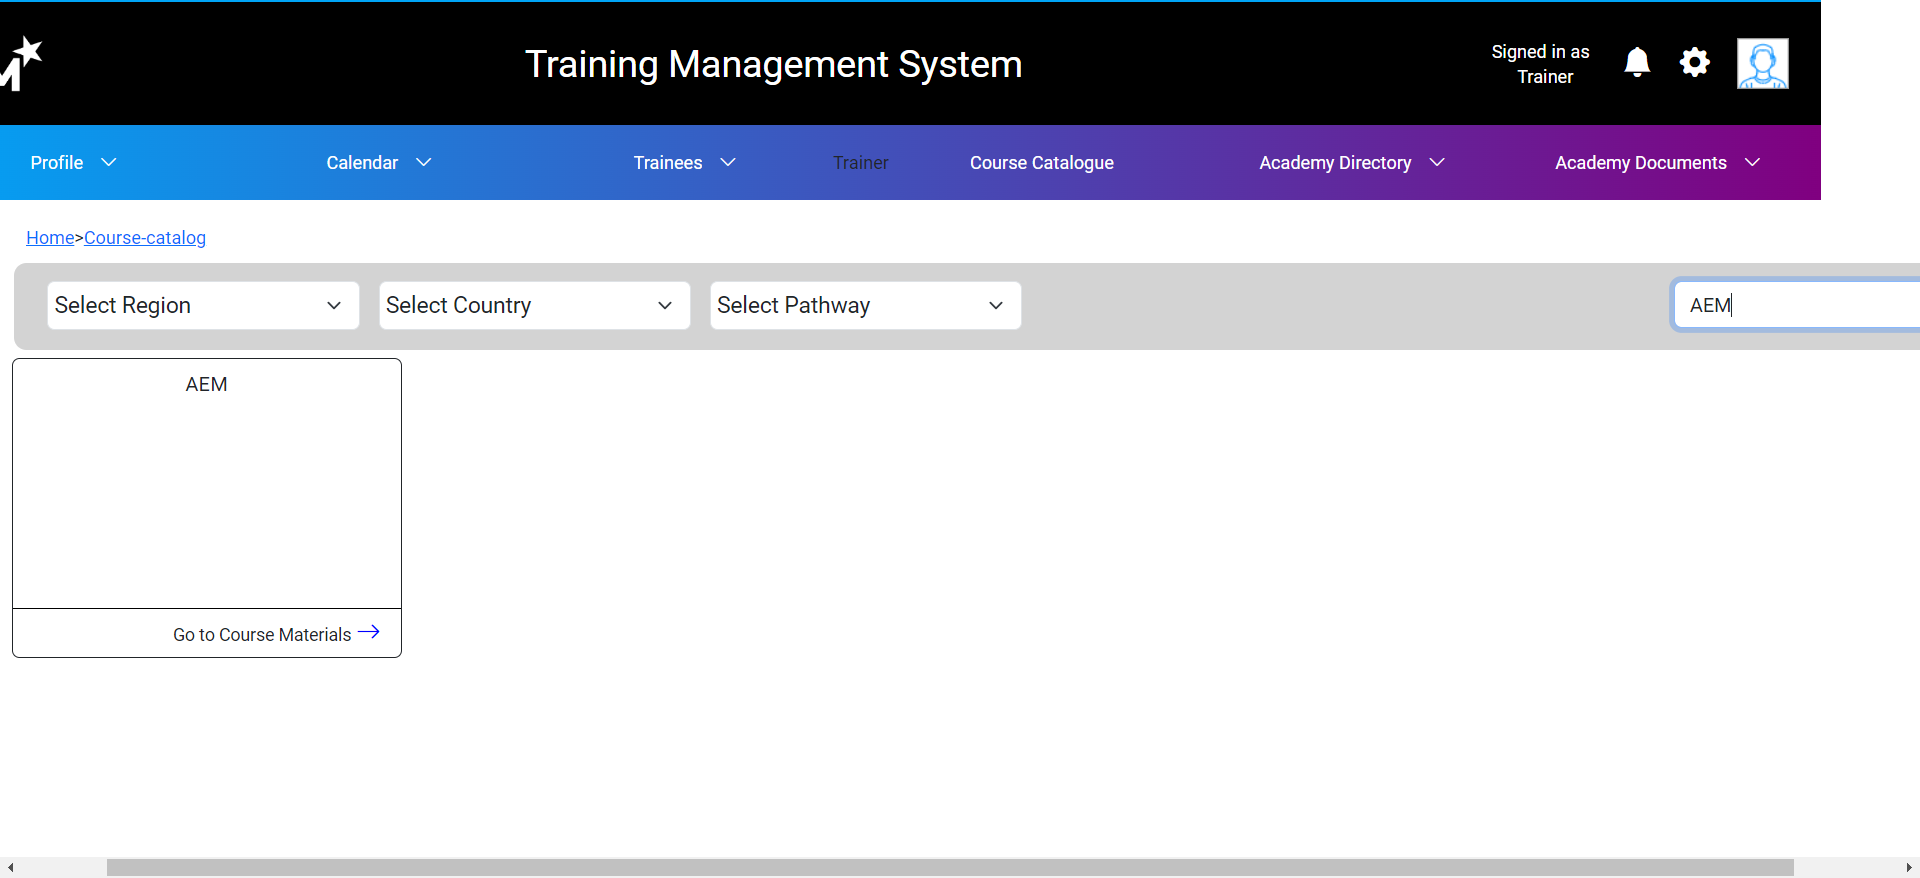 Training Management System
Signed in as
Trainer
Profile
Calendar
Trainees
Trainer
Course Catalogue
Academy Directory
Academy Documents
Home>Course-catalog
Select Region
Select Country
Select Pathway
AEM
AEM
Go to Course Materials